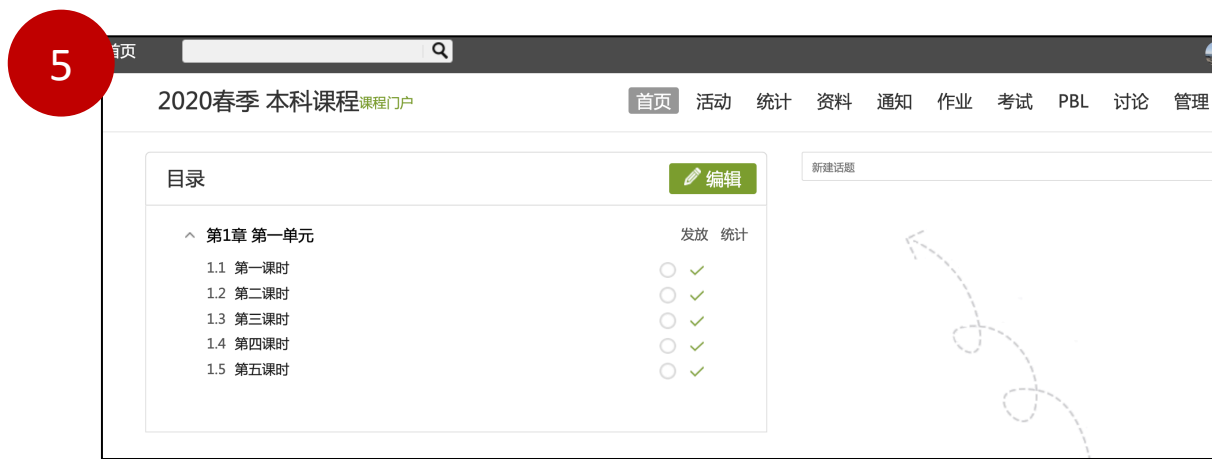 5
首页
2020春季 本科课程课程门户
首页 活动 统计 资料 通知 作业 考试 PBL 讨论 管理
目录
编辑
新建话题
第1章 第一单元 发放 统计
1.1 第一课时
1.2 第二课时
1.3 第三课时
1.4 第四课时
1.5 第五课时